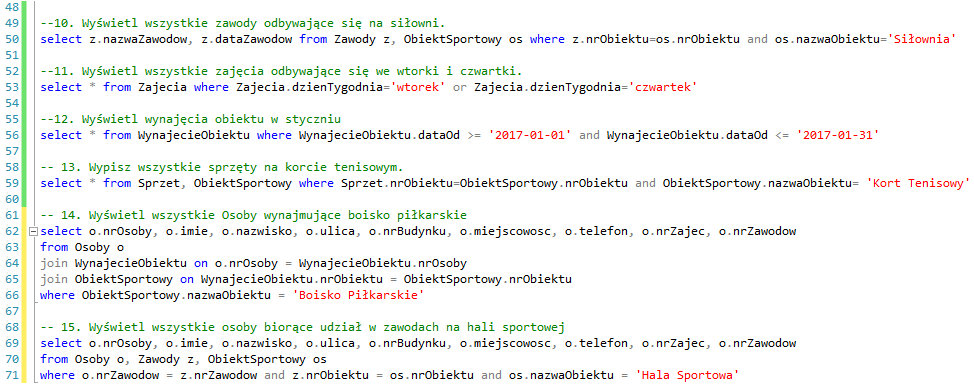 48
49 --10. Wyświetl wszystkie zawody odbywające się na siłowni.
50 select z.nazwaZawodow, z.dataZawodow from Zawody z, ObiektSportowy os where z.nrObiektu=os.nrObiektu and os.nazwaObiektu='Siłownia'
51
52 --11. Wyświetl wszystkie zajęcia odbywające się we wtorki i czwartki.
53 select * from Zajecia where Zajecia.dzienTygodnia='wtorek' or Zajecia.dzienTygodnia='czwartek'
54
55 --12. Wyświetl wynajęcia obiektu w styczniu
56 select * from WynajecieObiektu where WynajecieObiektu.dataOd >= '2017-01-01' and WynajecieObiektu.dataOd <= '2017-01-31'
57
58 -- 13. Wypisz wszystkie sprzęty na korcie tenisowym.
59 select * from Sprzet, ObiektSportowy where Sprzet.nrObiektu=ObiektSportowy.nrObiektu and ObiektSportowy.nazwaObiektu= 'Kort Tenisowy'
60
61 -- 14. Wyświetl wszystkie Osoby wynajmujące boisko piłkarskie
62 select o.nrOsoby, o.imie, o.nazwisko, o.ulica, o.nrBudynku, o.miejscowosc, o.telefon, o.nrZajec, o.nrZawodow
63 from Osoby o
64 join WynajecieObiektu on o.nrOsoby = WynajecieObiektu.nrOsoby
65 join ObiektSportowy on WynajecieObiektu.nrObiektu = ObiektSportowy.nrObiektu
66 where ObiektSportowy.nazwaObiektu = 'Boisko Piłkarskie'
67
68 -- 15. Wyświetl wszystkie osoby biorące udział w zawodach na hali sportowej
69 select o.nrOsoby, o.imie, o.nazwisko, o.ulica, o.nrBudynku, o.miejscowosc, o.telefon, o.nrZajec, o.nrZawodow
70 from Osoby o, Zawody z, ObiektSportowy os
71 where o.nrZawodow = z.nrZawodow and z.nrObiektu = os.nrObiektu and os.nazwaObiektu = 'Hala Sportowa'